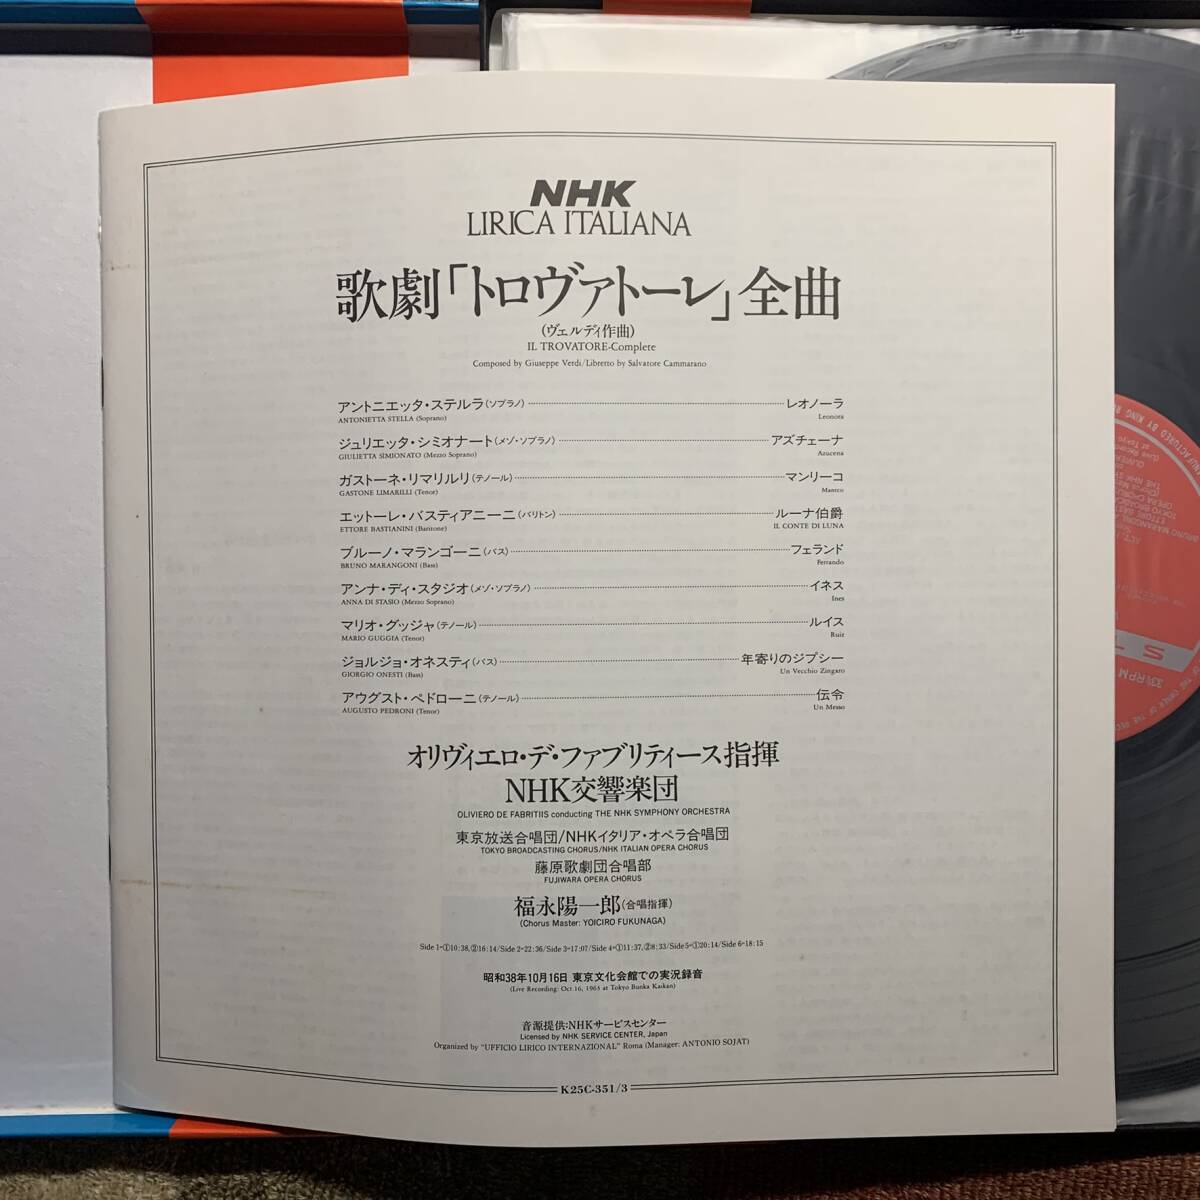 NHK
LIRICA ITALIANA
歌劇「トロヴァトーレ」全曲
(ヴェルディ作曲)
IL TROVATORE-Complete
Composed by Giuseppe Verdi/Libretto by Salvatore Cammarano
アントニエッタ・ステルラ(ソプラノ) レオノーラ
ANTONIETTA STELLA (Soprano) Leonora
ジュリエッタ・シミオナート(メゾ・ソプラノ) アズチェーナ
GIULIETTA SIMIONATO (Mezzo Soprano) Azucena
ガストーネ・リマリルリ(テノール) マンリーコ
GASTONE LIMARILLI (Tenor) Manrico
エットーレ・バスティアニーニ(バリトン) ルーナ伯爵
ETTORE BASTIANINI (Baritone) IL CONTE DI LUNA
ブルーノ・マランゴーニ(バス) フェランド
BRUNO MARANGONI (Bass) Ferrando
アンナ・ディ・スタジオ(メゾ・ソプラノ) イネス
ANNA DI STASIO (Mezzo Soprano) Ines
マリオ・グッジャ(テノール) ルイス
MARIO GUGGIA (Tenor) Ruiz
ジョルジョ・オネスティ(バス) 年寄りのジプシー
GIORGIO ONESTI (Bass) Un Vecchio Zingaro
アウグスト・ペドローニ(テノール) 伝令
AUGUSTO PEDRONI (Tenor) Un Messo
オリヴィエロ・デ・ファブリティース指揮
NHK交響楽団
OLIVIERO DE FABRITIIS conducting THE NHK SYMPHONY ORCHESTRA
東京放送合唱団/NHKイタリア・オペラ合唱団
TOKYO BROADCASTING CHORUS/NHK ITALIAN OPERA CHORUS
藤原歌劇団合唱部
FUJIWARA OPERA CHORUS
福永陽一郎(合唱指揮)
(Chorus Master: YOICIRO FUKUNAGA)
Side 1=①10:38,②16:14/Side 2=22:36/Side 3=17:07/Side 4=①11:37,②8:33/Side 5=①20:14/Side 6=18:15
昭和38年10月16日 東京文化会館での実況録音
(Live Recording: Oct 16, 1963 at Tokyo Bunka Kaikan)
音源提供:NHKサービスセンター
Licensed by NHK SERVICE CENTER, Japan
Organized by "UFFICIO LIRICO INTERNAZIONAL" Roma (Manager: ANTONIO SOJAT)
K25C-351/3
33⅓RPM